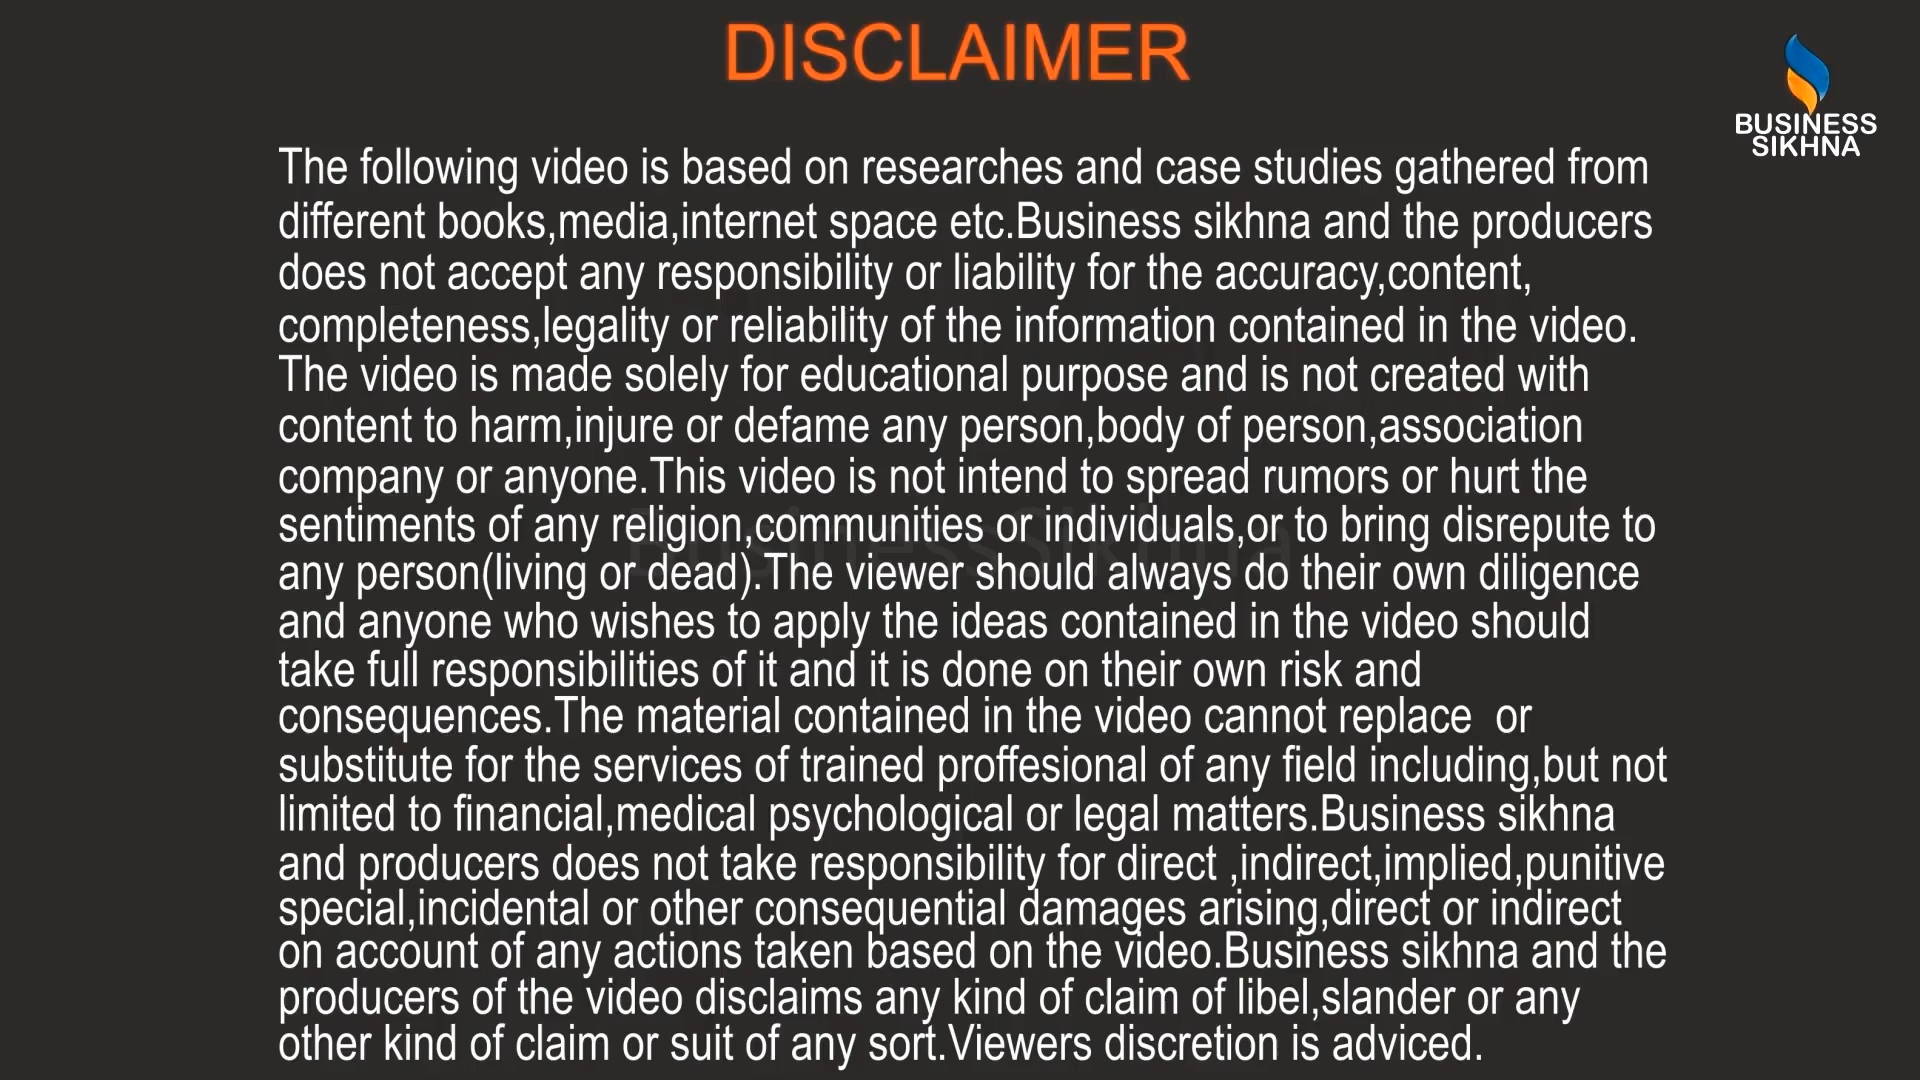 DISCLAIMER
BUSINESS
SIKHNA
The following video is based on researches and case studies gathered from
different books,media,internet space etc.Business sikhna and the producers
does not accept any responsibility or liability for the accuracy,content,
completeness,legality or reliability of the information contained in the video.
The video is made solely for educational purpose and is not created with
content to harm,injure or defame any person,body of person,association
company or anyone.This video is not intend to spread rumors or hurt the
sentiments of any religion,communities or individuals,or to bring disrepute to
any person(living or dead).The viewer should always do their own diligence
and anyone who wishes to apply the ideas contained in the video should
take full responsibilities of it and it is done on their own risk and
consequences.The material contained in the video cannot replace  or
substitute for the services of trained proffesional of any field including,but not
limited to financial,medical psychological or legal matters.Business sikhna
and producers does not take responsibility for direct ,indirect,implied,punitive
special,incidental or other consequential damages arising,direct or indirect
on account of any actions taken based on the video.Business sikhna and the
producers of the video disclaims any kind of claim of libel,slander or any
other kind of claim or suit of any sort.Viewers discretion is adviced.
BusinessSikhna